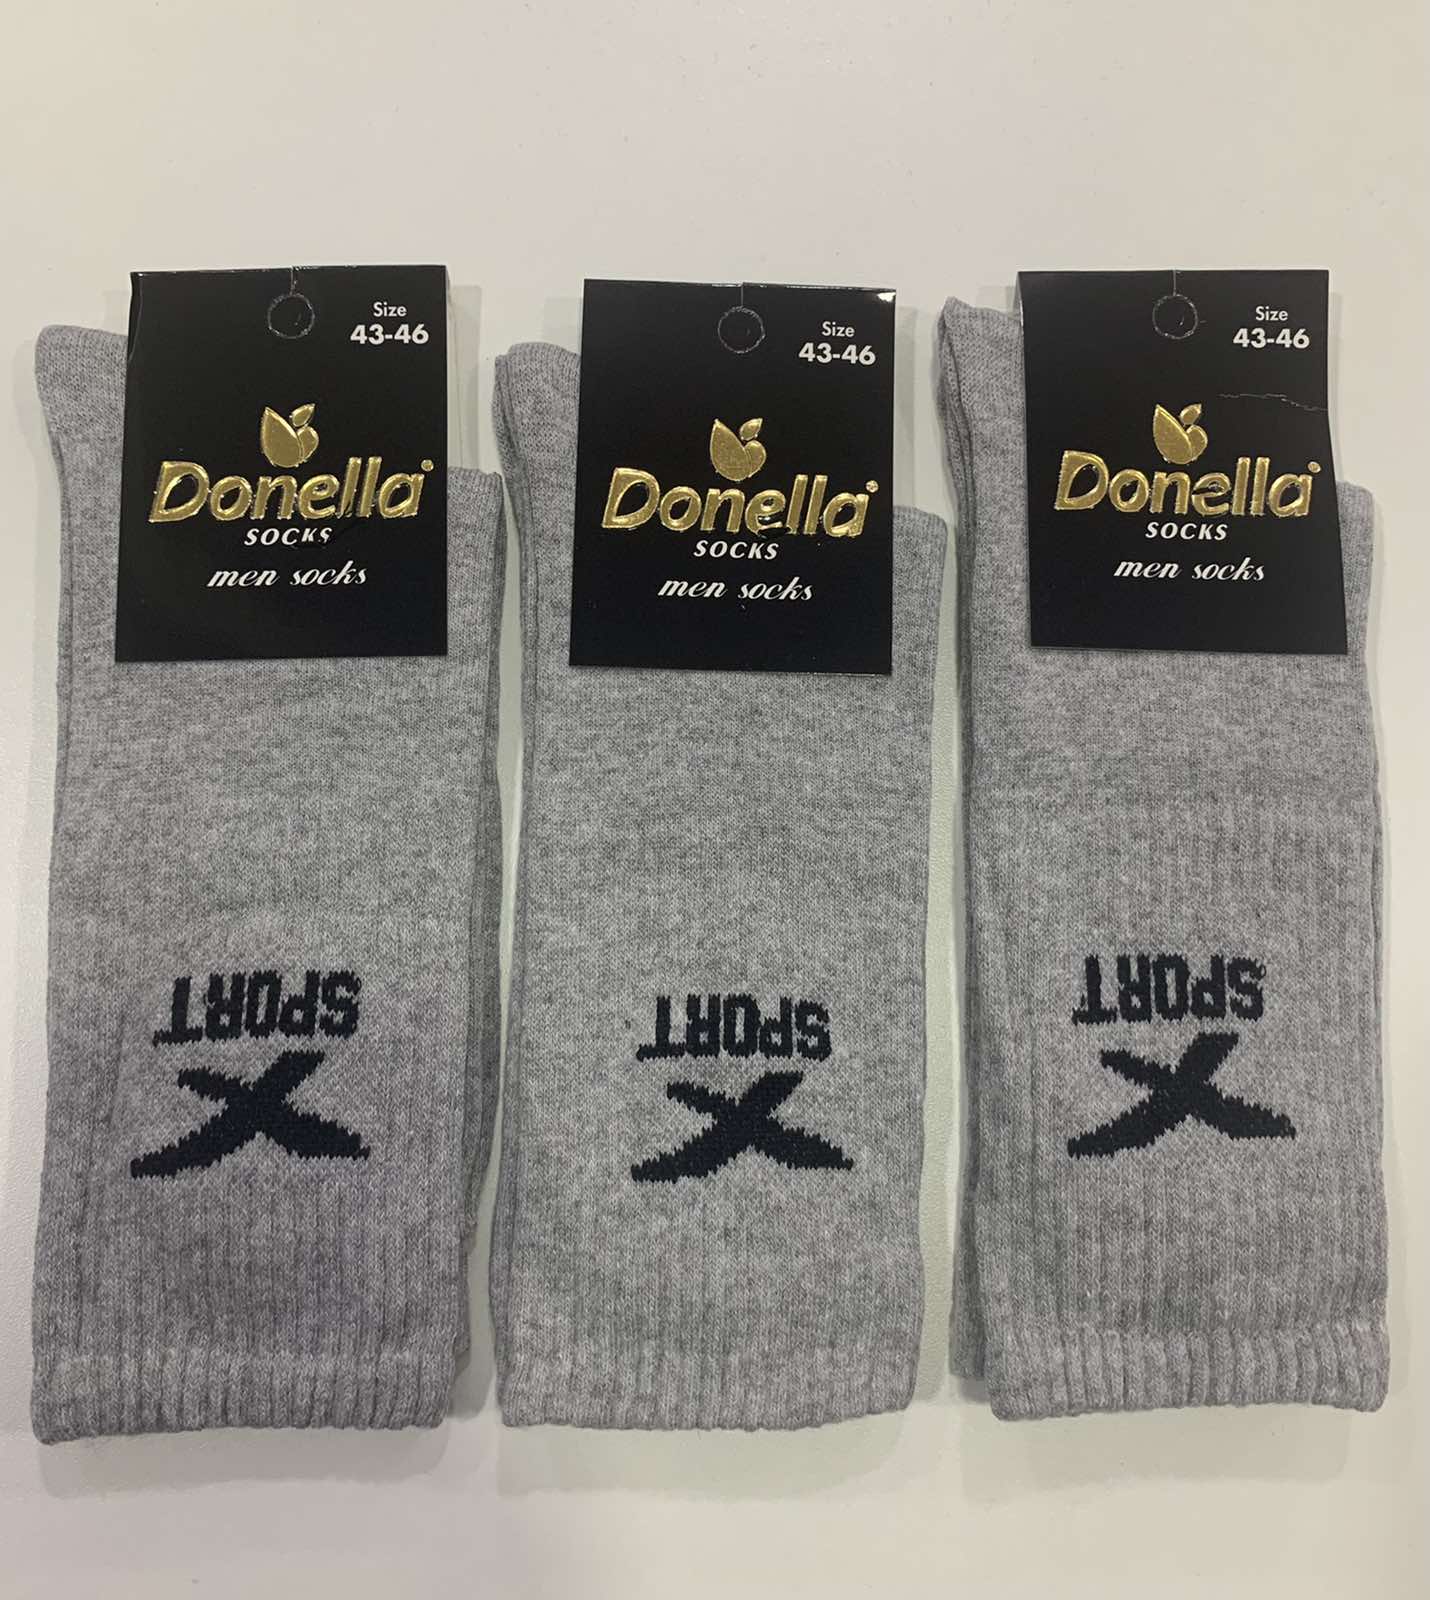 Size
43-46
Donella
SOCKS
men socks
SPORT
X
Size
43-46
Donella
SOCKS
men socks
SPORT
X
Size
43-46
Donella
SOCKS
men socks
SPORT
X